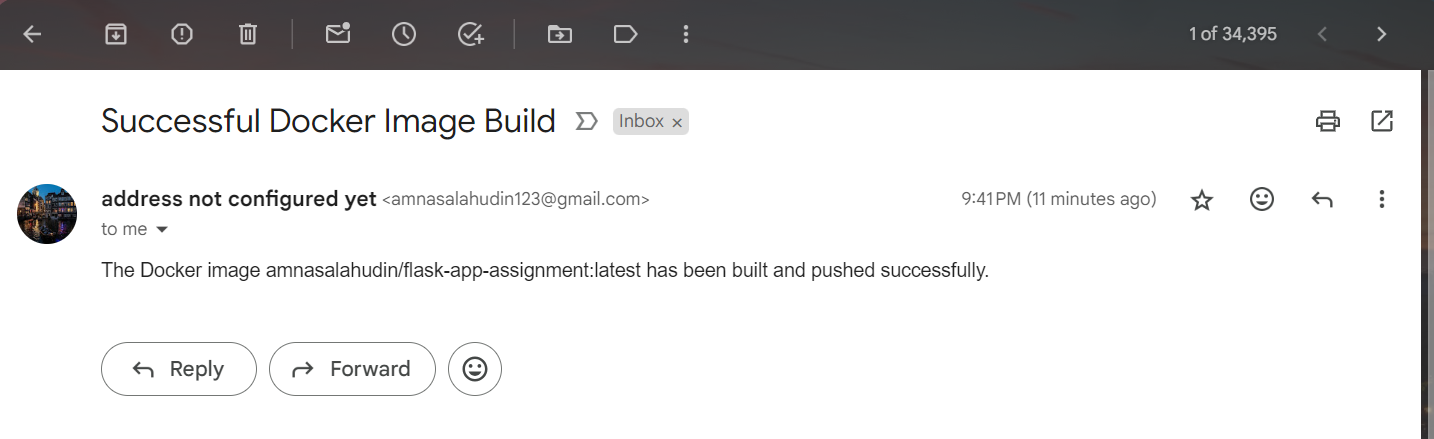 1 of 34,395
Successful Docker Image Build Inbox ×
address not configured yet <amnasalahudin123@gmail.com> 9:41 PM (11 minutes ago)
to me
The Docker image amnasalahudin/flask-app-assignment:latest has been built and pushed successfully.
Reply Forward